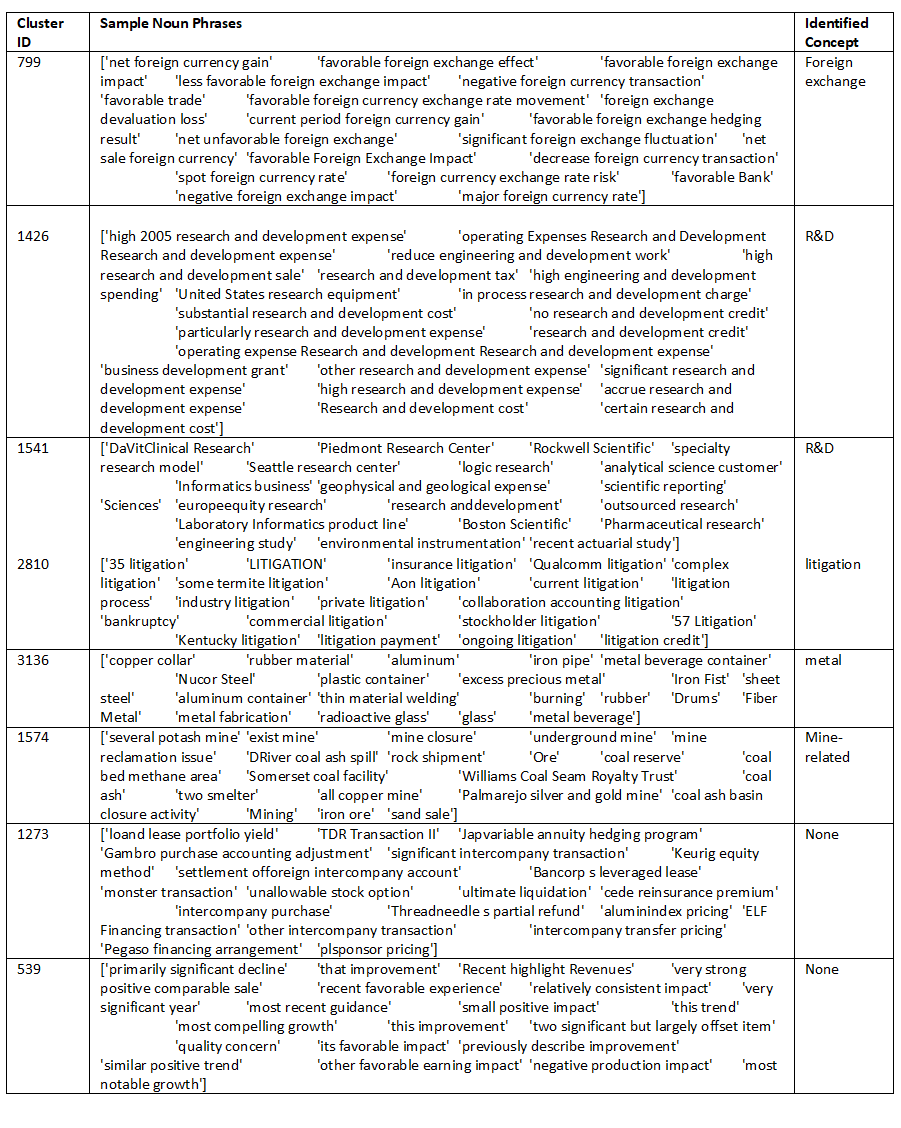 Cluster ID Sample Noun Phrases Identified Concept
799 ['net foreign currency gain' 'favorable foreign exchange effect' 'favorable foreign exchange Foreign
impact' 'less favorable foreign exchange impact' 'negative foreign currency transaction' exchange
'favorable trade' 'favorable foreign currency exchange rate movement' 'foreign exchange
devaluation loss' 'current period foreign currency gain' 'favorable foreign exchange hedging
result' 'net unfavorable foreign exchange' 'significant foreign exchange fluctuation' 'net
sale foreign currency' 'favorable Foreign Exchange Impact' 'decrease foreign currency transaction'
'spot foreign currency rate' 'foreign currency exchange rate risk' 'favorable Bank'
'negative foreign exchange impact' 'major foreign currency rate']
1426 ['high 2005 research and development expense' 'operating Expenses Research and Development R&D
Research and development expense' 'reduce engineering and development work' 'high
research and development sale' 'research and development tax' 'high engineering and development
spending' 'United States research equipment' 'in process research and development charge'
'substantial research and development cost' 'no research and development credit'
'particularly research and development expense' 'research and development credit'
'operating expense Research and development Research and development expense'
'business development grant' 'other research and development expense' 'significant research and
development expense' 'high research and development expense' 'accrue research and
development expense' 'Research and development cost' 'certain research and
development cost']
1541 ['DaVitClinical Research' 'Piedmont Research Center' 'Rockwell Scientific' 'specialty R&D
research model' 'Seattle research center' 'logic research' 'analytical science customer'
'Informatics business' 'geophysical and geological expense' 'scientific reporting'
'Sciences' 'europeequity research' 'research anddevelopment' 'outsourced research'
'Laboratory Informatics product line' 'Boston Scientific' 'Pharmaceutical research'
'engineering study' 'environmental instrumentation' 'recent actuarial study']
2810 ['35 litigation' 'LITIGATION' 'insurance litigation' 'Qualcomm litigation' 'complex litigation
litigation' 'some termite litigation' 'Aon litigation' 'current litigation' 'litigation
process' 'industry litigation' 'private litigation' 'collaboration accounting litigation'
'bankruptcy' 'commercial litigation' 'stockholder litigation' '57 Litigation'
'Kentucky litigation' 'litigation payment' 'ongoing litigation' 'litigation credit']
3136 ['copper collar' 'rubber material' 'aluminum' 'iron pipe' 'metal beverage container' metal
'Nucor Steel' 'plastic container' 'excess precious metal' 'Iron Fist' 'sheet
steel' 'aluminum container' 'thin material welding' 'burning' 'rubber' 'Drums' 'Fiber
Metal' 'metal fabrication' 'radioactive glass' 'glass' 'metal beverage']
1574 ['several potash mine' 'exist mine' 'mine closure' 'underground mine' 'mine Mine-
reclamation issue' 'DRiver coal ash spill' 'rock shipment' 'Ore' 'coal reserve' 'coal related
bed methane area' 'Somerset coal facility' 'Williams Coal Seam Royalty Trust' 'coal
ash' 'two smelter' 'all copper mine' 'Palmarejo silver and gold mine' 'coal ash basin
closure activity' 'Mining' 'iron ore' 'sand sale']
1273 ['loand lease portfolio yield' 'TDR Transaction II' 'Japvariable annuity hedging program' None
'Gambro purchase accounting adjustment' 'significant intercompany transaction' 'Keurig equity
method' 'settlement offoreign intercompany account' 'Bancorp s leveraged lease'
'monster transaction' 'unallowable stock option' 'ultimate liquidation' 'cede reinsurance premium'
'intercompany purchase' 'Threadneedle s partial refund' 'aluminindex pricing' 'ELF
Financing transaction' 'other intercompany transaction' 'intercompany transfer pricing'
'Pegaso financing arrangement' 'plsponsor pricing']
539 ['primarily significant decline' 'that improvement' 'Recent highlight Revenues' 'very strong None
positive comparable sale' 'recent favorable experience' 'relatively consistent impact' 'very
significant year' 'most recent guidance' 'small positive impact' 'this trend'
'most compelling growth' 'this improvement' 'two significant but largely offset item'
'quality concern' 'its favorable impact' 'previously describe improvement'
'similar positive trend' 'other favorable earning impact' 'negative production impact' 'most
notable growth']